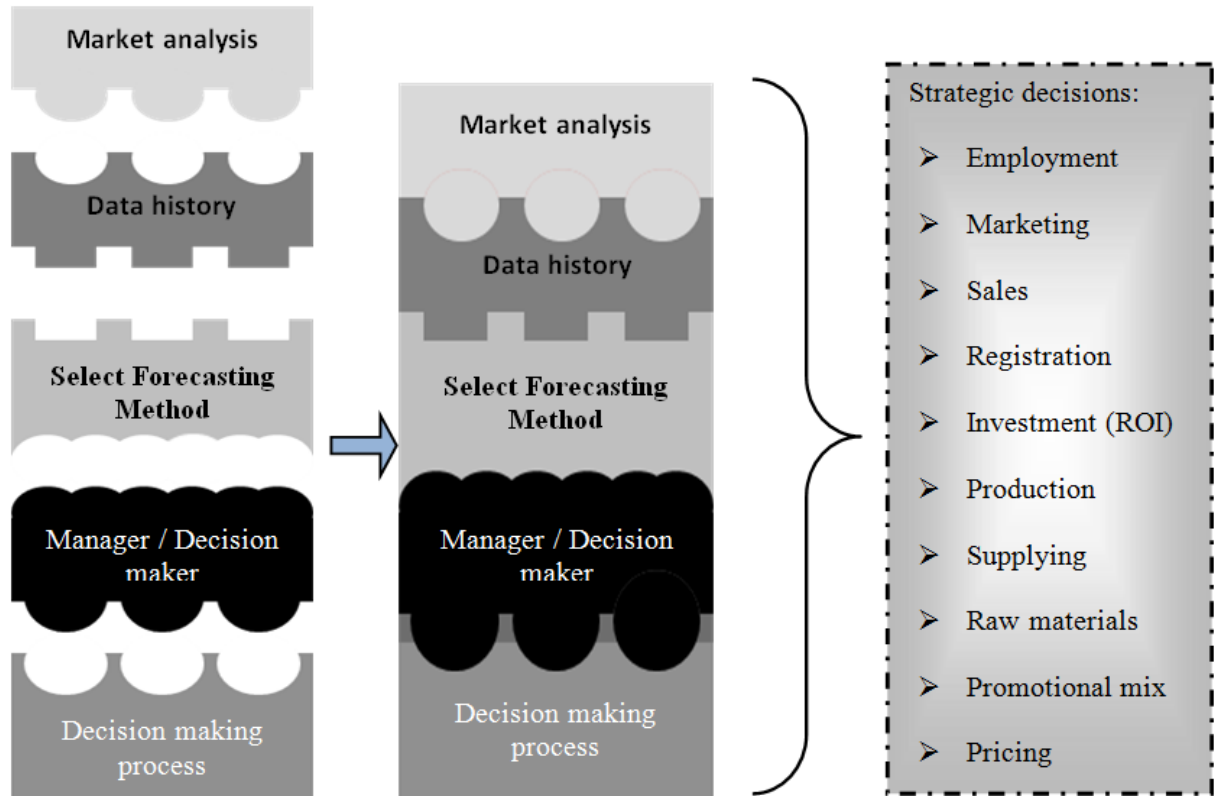 Market analysis
Data history
Select Forecasting
Method
Manager / Decision
maker
Decision making
process
Market analysis
Data history
Select Forecasting
Method
Manager / Decision
maker
Decision making
process
Strategic decisions:
Employment
Marketing
Sales
Registration
Investment (ROI)
Production
Supplying
Raw materials
Promotional mix
Pricing